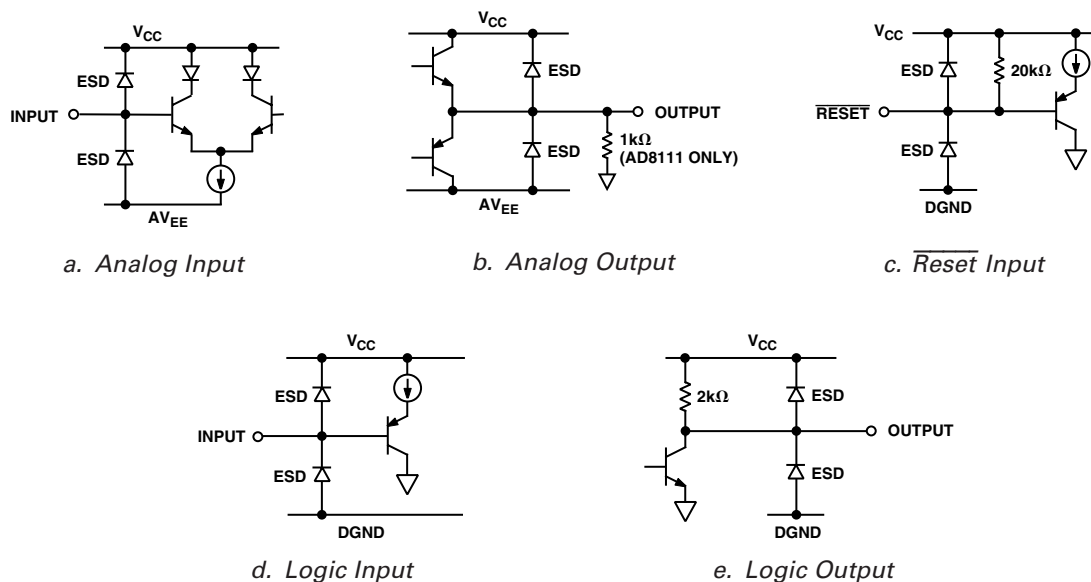 VCC
ESD
INPUT
ESD
AVEE
a. Analog Input
VCC
ESD
OUTPUT
1kΩ
(AD8111 ONLY)
ESD
AVEE
b. Analog Output
VCC
ESD
20kΩ
RESET
ESD
DGND
c. Reset Input
VCC
ESD
INPUT
ESD
DGND
d. Logic Input
VCC
2kΩ
ESD
OUTPUT
ESD
DGND
e. Logic Output